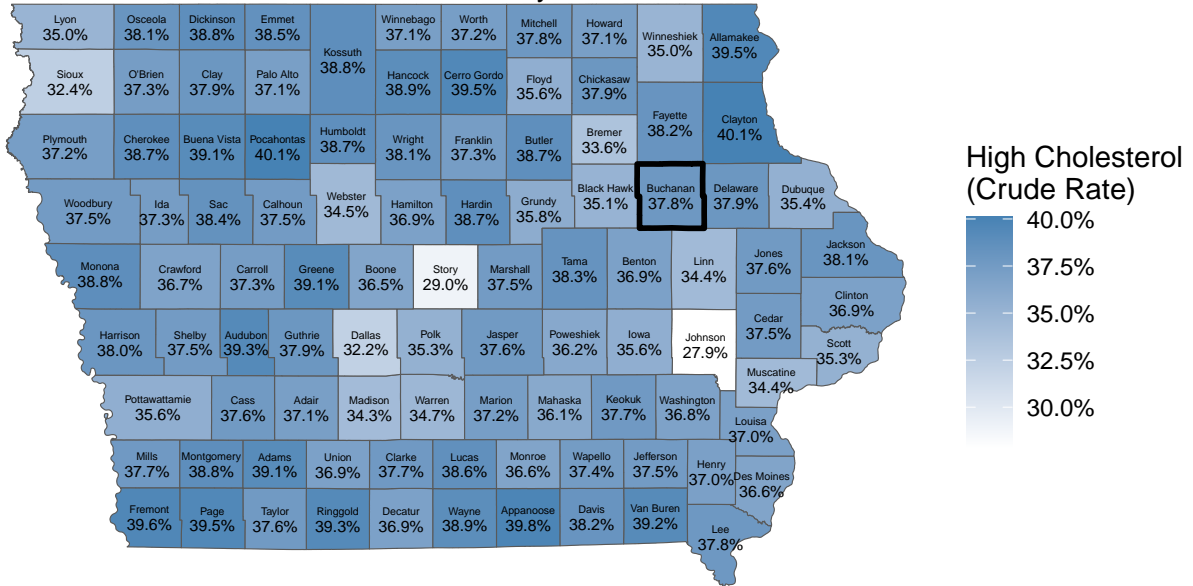 Lyon
35.0%
Osceola
38.1%
Dickinson
38.8%
Emmet
38.5%
Kossuth
38.8%
Winnebago
37.1%
Worth
37.2%
Mitchell
37.8%
Howard
37.1%
Winneshiek
35.0%
Allamakee
39.5%
Sioux
32.4%
O'Brien
37.3%
Clay
37.9%
Palo Alto
37.1%
Hancock
38.9%
Cerro Gordo
39.5%
Floyd
35.6%
Chickasaw
37.9%
Fayette
38.2%
Clayton
40.1%
Plymouth
37.2%
Cherokee
38.7%
Buena Vista
39.1%
Pocahontas
40.1%
Humboldt
38.7%
Wright
38.1%
Franklin
37.3%
Butler
38.7%
Bremer
33.6%
Woodbury
37.5%
Ida
37.3%
Sac
38.4%
Calhoun
37.5%
Webster
34.5%
Hamilton
36.9%
Hardin
38.7%
Grundy
35.8%
Black Hawk
35.1%
Buchanan
37.8%
Delaware
37.9%
Dubuque
35.4%
Monona
38.8%
Crawford
36.7%
Carroll
37.3%
Greene
39.1%
Boone
36.5%
Story
29.0%
Marshall
37.5%
Tama
38.3%
Benton
36.9%
Linn
34.4%
Jones
37.6%
Jackson
38.1%
Clinton
36.9%
Harrison
38.0%
Shelby
37.5%
Audubon
39.3%
Guthrie
37.9%
Dallas
32.2%
Polk
35.3%
Jasper
37.6%
Poweshiek
36.2%
Iowa
35.6%
Johnson
27.9%
Cedar
37.5%
Scott
35.3%
Muscatine
34.4%
Pottawattamie
35.6%
Cass
37.6%
Adair
37.1%
Madison
34.3%
Warren
34.7%
Marion
37.2%
Mahaska
36.1%
Keokuk
37.7%
Washington
36.8%
Louisa
37.0%
Mills
37.7%
Montgomery
38.8%
Adams
39.1%
Union
36.9%
Clarke
37.7%
Lucas
38.6%
Monroe
36.6%
Wapello
37.4%
Jefferson
37.5%
Henry
37.0%
Des Moines
36.6%
Fremont
39.6%
Page
39.5%
Taylor
37.6%
Ringgold
39.3%
Decatur
36.9%
Wayne
38.9%
Appanoose
39.8%
Davis
38.2%
Van Buren
39.2%
Lee
37.8%
High Cholesterol
(Crude Rate)
40.0%
37.5%
35.0%
32.5%
30.0%